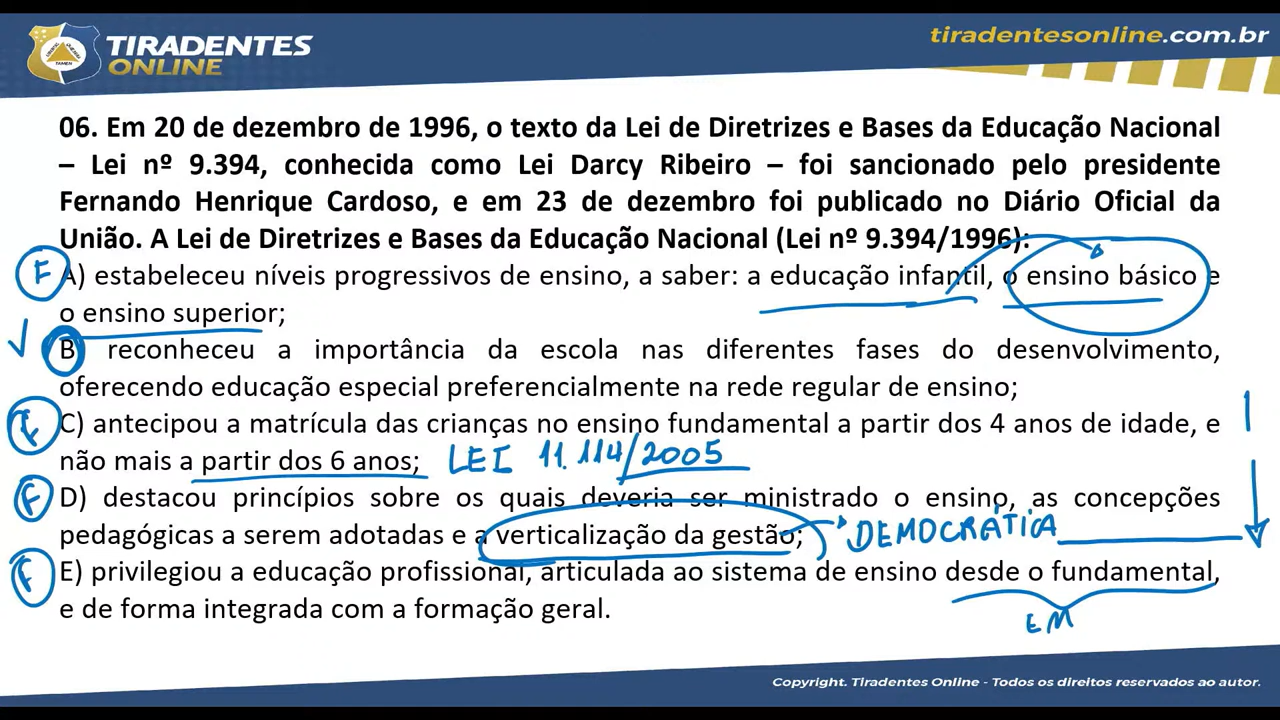 TIRADENTES
ONLINE
tiradentesonline.com.br
06. Em 20 de dezembro de 1996, o texto da Lei de Diretrizes e Bases da Educação Nacional
– Lei nº 9.394, conhecida como Lei Darcy Ribeiro – foi sancionado pelo presidente
Fernando Henrique Cardoso, e em 23 de dezembro foi publicado no Diário Oficial da
União. A Lei de Diretrizes e Bases da Educação Nacional (Lei nº 9.394/1996):
F A) estabeleceu níveis progressivos de ensino, a saber: a educação infantil, o ensino básico e
o ensino superior;
B reconheceu a importância da escola nas diferentes fases do desenvolvimento,
oferecendo educação especial preferencialmente na rede regular de ensino;
C) antecipou a matrícula das crianças no ensino fundamental a partir dos 4 anos de idade, e
não mais a partir dos 6 anos; LEI 11.114/2005
F D) destacou princípios sobre os quais deveria ser ministrado o ensino, as concepções
pedagógicas a serem adotadas e a verticalização da gestão; DEMOCRÁTICA
F E) privilegiou a educação profissional, articulada ao sistema de ensino desde o fundamental,
e de forma integrada com a formação geral.
EM
Copyright. Tiradentes Online - Todos os direitos reservados ao autor.